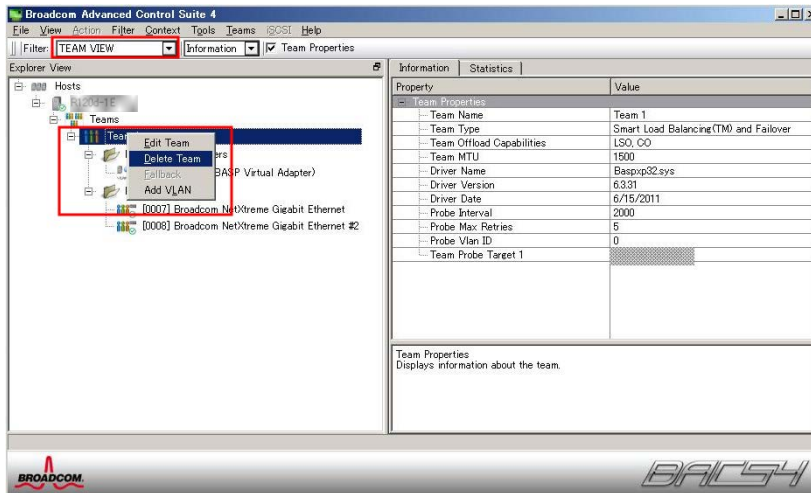 Broadcom Advanced Control Suite 4
File View Action Filter Context Tools Teams iSCSI Help
Filter: TEAM VIEW Information Team Properties
Explorer View
Hosts
Teams
Edit Team
Delete Team
Fallback
Add VLAN
BASP Virtual Adapter)
[0007] Broadcom NetXtreme Gigabit Ethernet
[0008] Broadcom NetXtreme Gigabit Ethernet #2
Information Statistics
Property Value
Team Properties
Team Name Team 1
Team Type Smart Load Balancing(TM) and Failover
Team Offload Capabilities LSO, CO
Team MTU 1500
Driver Name Baspxp32.sys
Driver Version 6.3.31
Driver Date 6/15/2011
Probe Interval 2000
Probe Max Retries 5
Probe Vlan ID 0
Team Probe Target 1
Team Properties
Displays information about the team.
BROADCOM.
BACS4